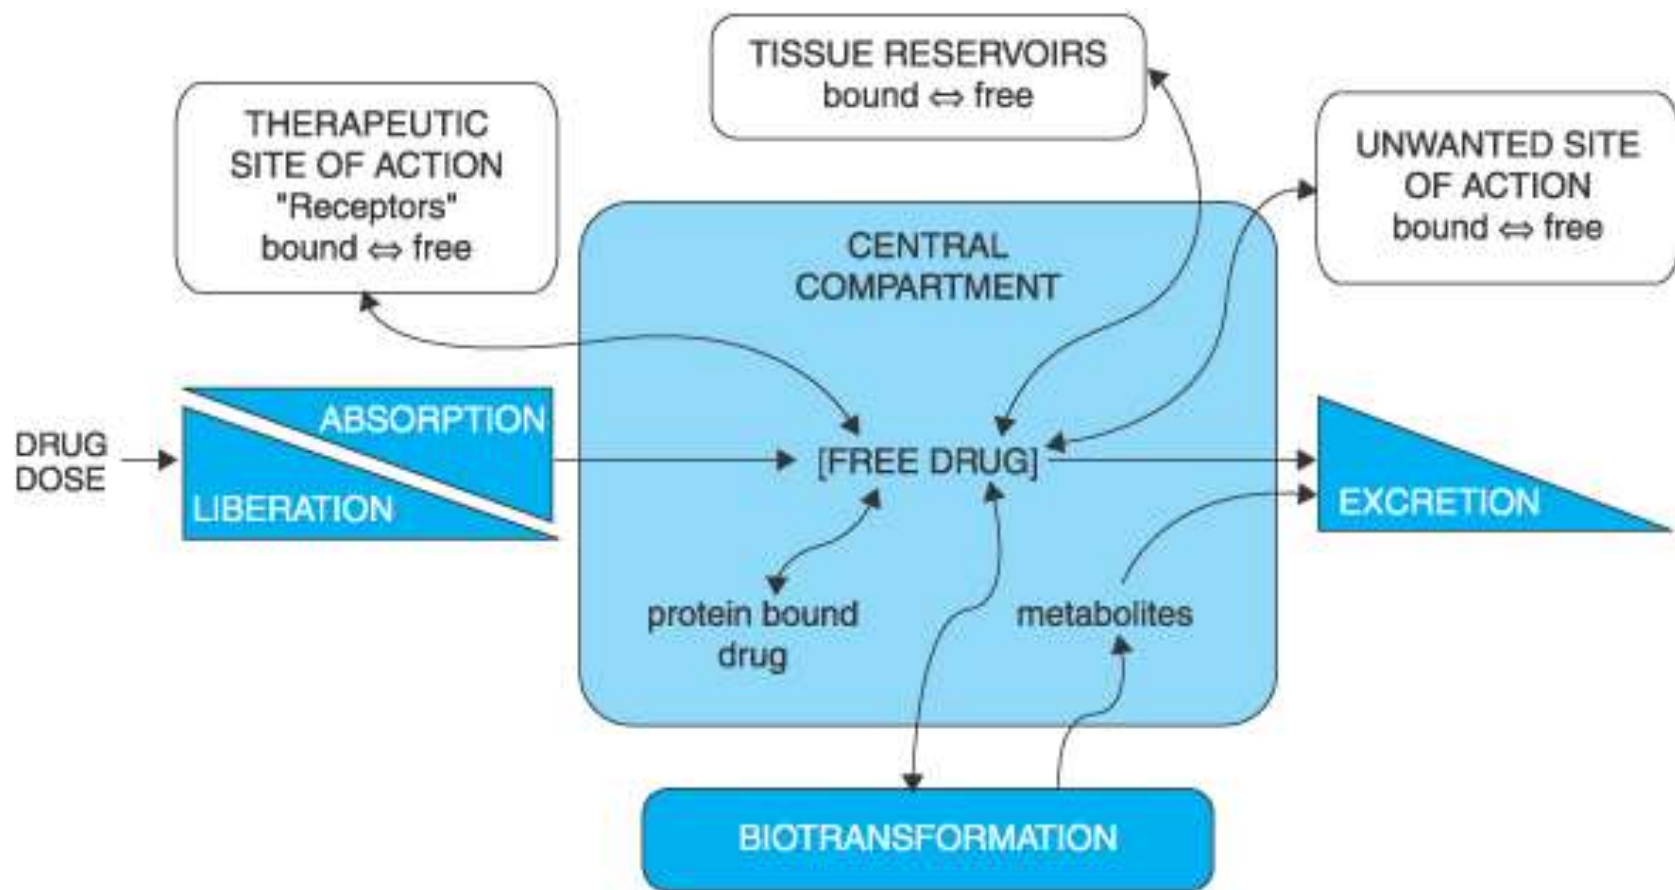 TISSUE RESERVOIRS
bound ⇔ free
THERAPEUTIC
SITE OF ACTION
"Receptors"
bound ⇔ free
UNWANTED SITE
OF ACTION
bound ⇔ free
CENTRAL
COMPARTMENT
DRUG
DOSE
ABSORPTION
LIBERATION
[FREE DRUG]
EXCRETION
protein bound
drug
metabolites
BIOTRANSFORMATION